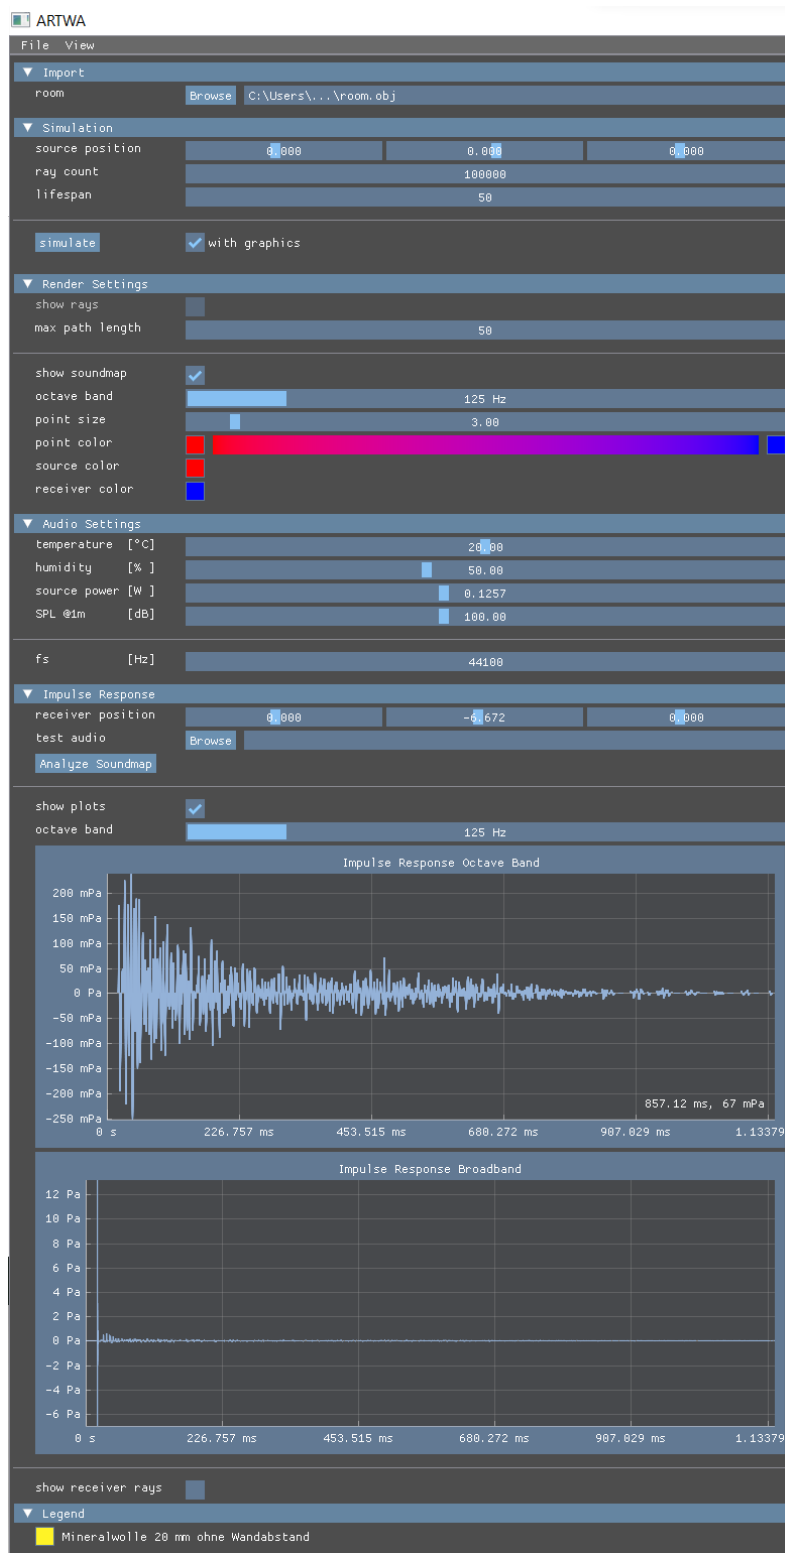 ARTWA
File View
Import
room Browse C:\Users\...\room.obj
Simulation
source position 0.000 0.000 0.000
ray count 100000
lifespan 50
simulate with graphics
Render Settings
show rays
max path length 50
show soundmap
octave band 125 Hz
point size 3.00
point color
source color
receiver color
Audio Settings
temperature [°C] 20.00
humidity [% ] 50.00
source power [W ] 0.1257
SPL @1m [dB] 100.00
fs [Hz] 44100
Impulse Response
receiver position 0.000 -6.672 0.000
test audio Browse
Analyze Soundmap
show plots
octave band 125 Hz
Impulse Response Octave Band
200 mPa
150 mPa
100 mPa
50 mPa
0 Pa
-50 mPa
-100 mPa
-150 mPa
-200 mPa
857.12 ms, 67 mPa
-250 mPa
0 s 226.757 ms 453.515 ms 680.272 ms 907.029 ms 1.13379
Impulse Response Broadband
12 Pa
10 Pa
8 Pa
6 Pa
4 Pa
2 Pa
0 Pa
-2 Pa
-4 Pa
-6 Pa
0 s 226.757 ms 453.515 ms 680.272 ms 907.029 ms 1.13379
show receiver rays
Legend
Mineralwolle 20 mm ohne Wandabstand